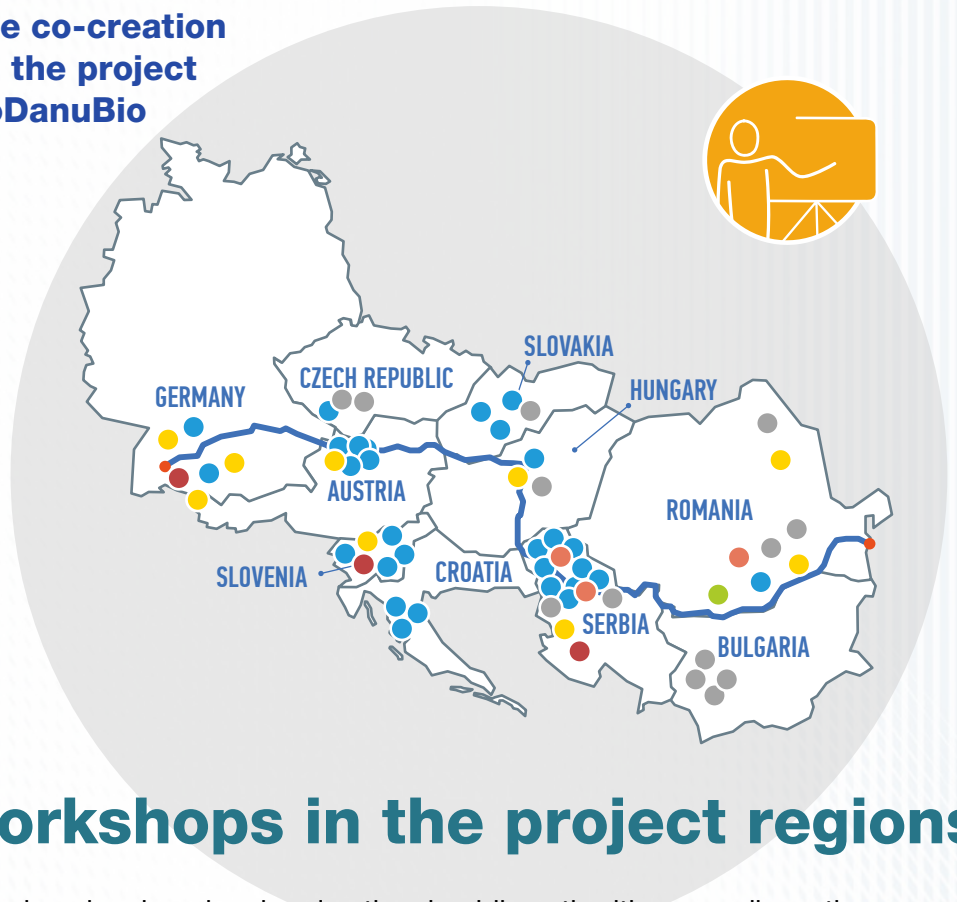 co-creation
the project
DanuBio
SLOVAKIA
CZECH REPUBLIC
HUNGARY
GERMANY
AUSTRIA
ROMANIA
SLOVENIA
CROATIA
SERBIA
BULGARIA
orkshops in the project regions